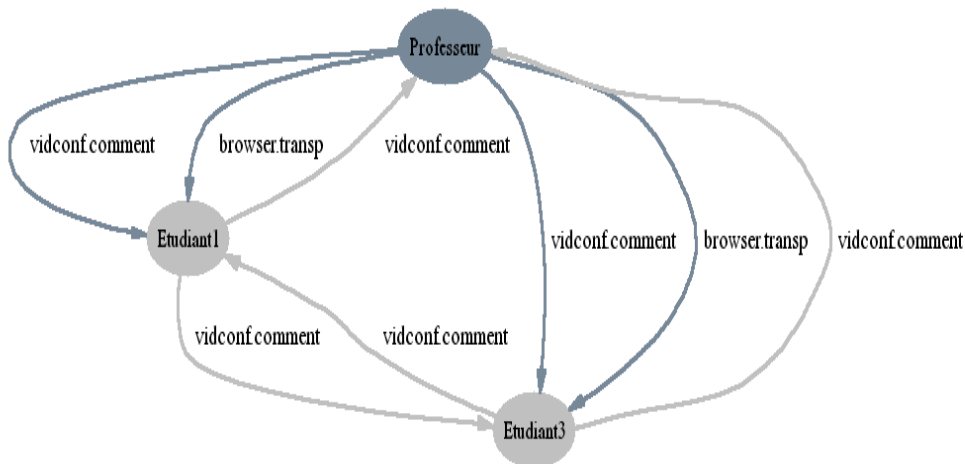 Professeur
vidconf.comment
browser.transp
vidconf.comment
Etudiant1
vidconf.comment
browser.transp
vidconf.comment
vidconf.comment
vidconf.comment
Etudiant3